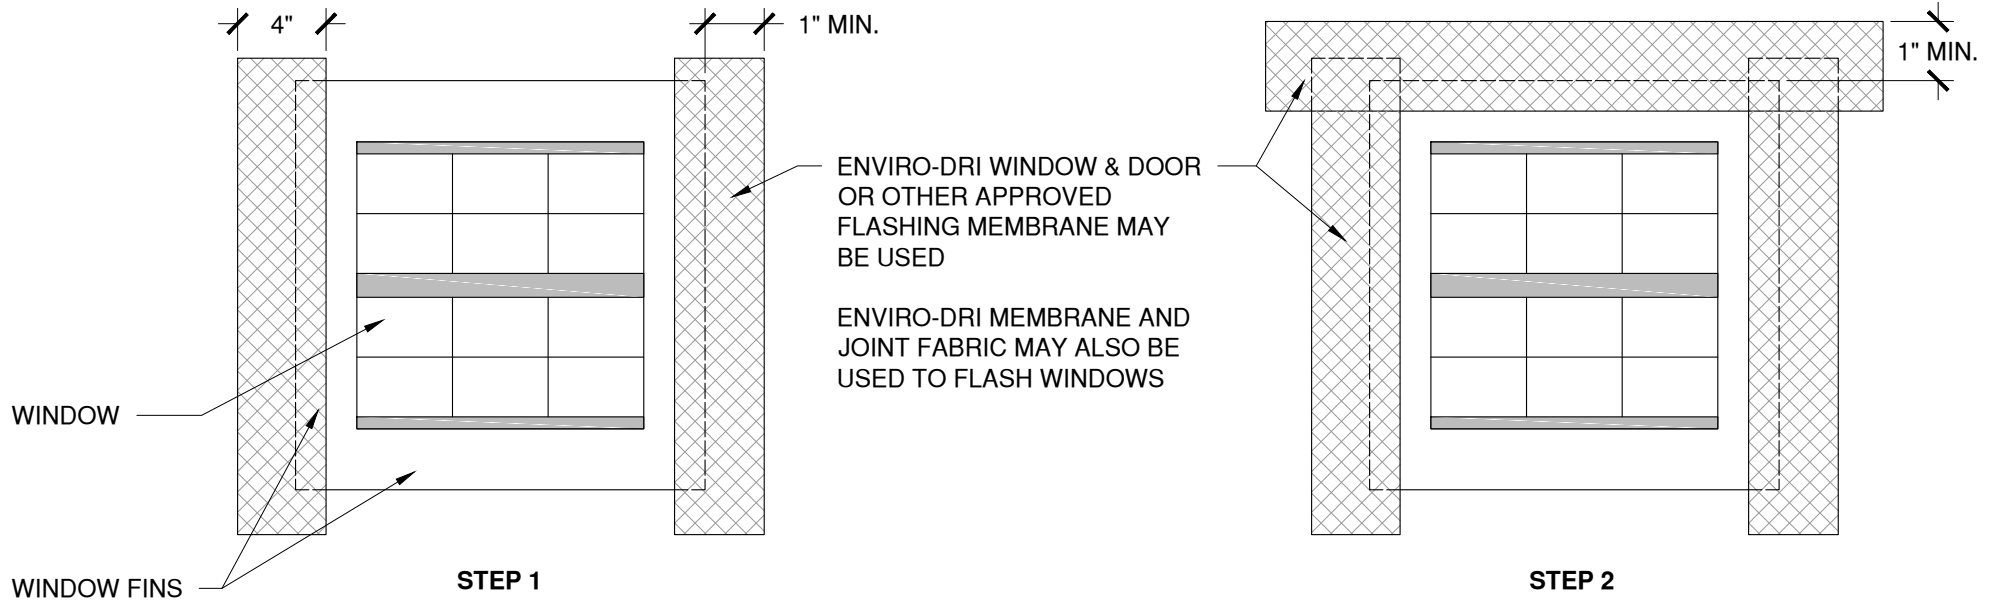 4"
1" MIN.
1" MIN.
ENVIRO-DRI WINDOW & DOOR
OR OTHER APPROVED
FLASHING MEMBRANE MAY
BE USED
ENVIRO-DRI MEMBRANE AND
JOINT FABRIC MAY ALSO BE
USED TO FLASH WINDOWS
WINDOW
WINDOW FINS
STEP 1
STEP 2